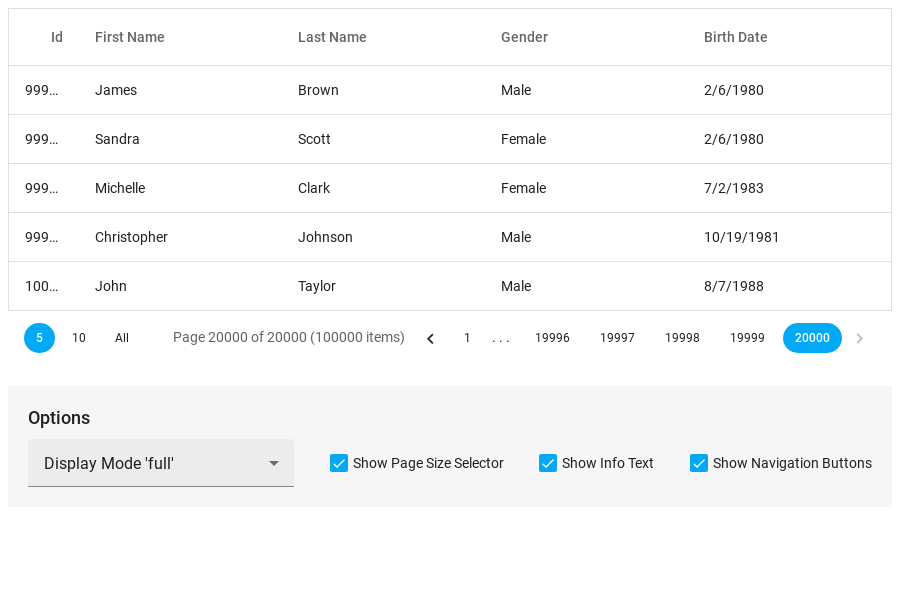 Id First Name Last Name Gender Birth Date
999... James Brown Male 2/6/1980
999... Sandra Scott Female 2/6/1980
999... Michelle Clark Female 7/2/1983
999... Christopher Johnson Male 10/19/1981
100... John Taylor Male 8/7/1988
5 10 All Page 20000 of 20000 (100000 items) 1 . . . 19996 19997 19998 19999 20000
Options
Display Mode 'full' Show Page Size Selector Show Info Text Show Navigation Buttons